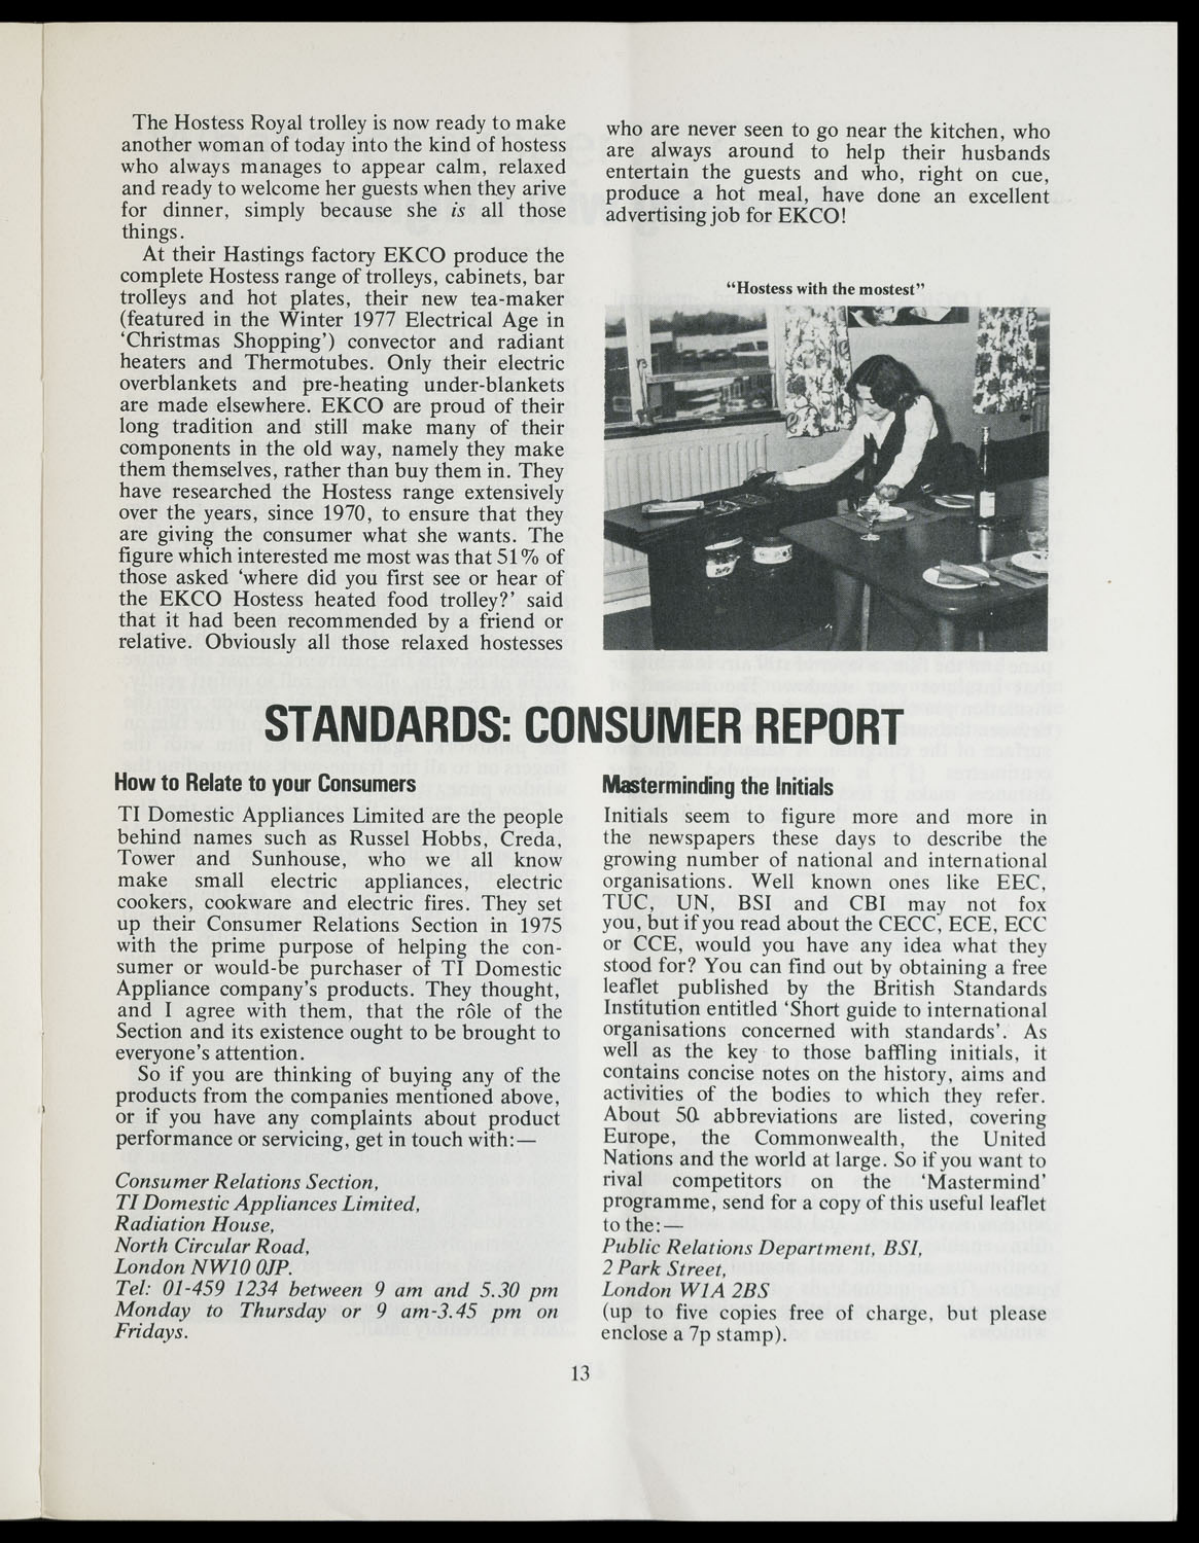 The Hostess Royal trolley is now ready to make
another woman of today into the kind of hostess
who always manages to appear calm, relaxed
and ready to welcome her guests when they arive
for dinner, simply because she is all those
things.
At their Hastings factory EKCO produce the
complete Hostess range of trolleys, cabinets, bar
trolleys and hot plates, their new tea-maker
(featured in the Winter 1977 Electrical Age in
‘Christmas Shopping’) convector and radiant
heaters and Thermotubes. Only their electric
overblankets and pre-heating under-blankets
are made elsewhere. EKCO are proud of their
long tradition and still make many of their
components in the old way, namely they make
them themselves, rather than buy them in. They
have researched the Hostess range extensively
over the years, since 1970, to ensure that they
are giving the consumer what she wants. The
figure which interested me most was that 51% of
those asked ‘where did you first see or hear of
the EKCO Hostess heated food trolley?’ said
that it had been recommended by a friend or
relative. Obviously all those relaxed hostesses
who are never seen to go near the kitchen, who
are always around to help their husbands
entertain the guests and who, right on cue,
produce a hot meal, have done an excellent
advertising job for EKCO!
“Hostess with the mostest”
STANDARDS: CONSUMER REPORT
How to Relate to your Consumers
TI Domestic Appliances Limited are the people
behind names such as Russel Hobbs, Creda,
Tower and Sunhouse, who we all know
make small electric appliances, electric
cookers, cookware and electric fires. They set
up their Consumer Relations Section in 1975
with the prime purpose of helping the con-
sumer or would-be purchaser of TI Domestic
Appliance company’s products. They thought,
and I agree with them, that the rôle of the
Section and its existence ought to be brought to
everyone’s attention.
So if you are thinking of buying any of the
products from the companies mentioned above,
or if you have any complaints about product
performance or servicing, get in touch with:—
Consumer Relations Section,
TI Domestic Appliances Limited,
Radiation House,
North Circular Road,
London NW10 0JP.
Tel: 01-459 1234 between 9 am and 5.30 pm
Monday to Thursday or 9 am-3.45 pm on
Fridays.
Masterminding the Initials
Initials seem to figure more and more in
the newspapers these days to describe the
growing number of national and international
organisations. Well known ones like EEC,
TUC, UN, BSI and CBI may not fox
you, but if you read about the CECC, ECE, ECC
or CCE, would you have any idea what they
stood for? You can find out by obtaining a free
leaflet published by the British Standards
Institution entitled ‘Short guide to international
organisations concerned with standards’. As
well as the key to those baffling initials, it
contains concise notes on the history, aims and
activities of the bodies to which they refer.
About 50 abbreviations are listed, covering
Europe, the Commonwealth, the United
Nations and the world at large. So if you want to
rival competitors on the ‘Mastermind’
programme, send for a copy of this useful leaflet
to the:—
Public Relations Department, BSI,
2 Park Street,
London W1A 2BS
(up to five copies free of charge, but please
enclose a 7p stamp).
13